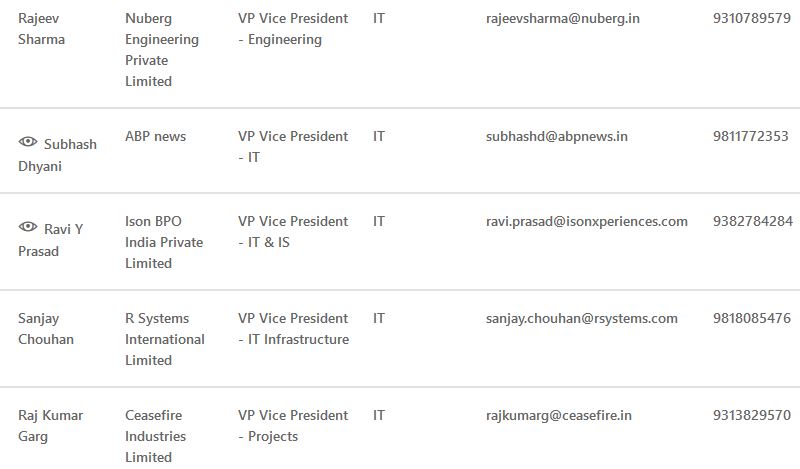 Rajeev Sharma
Nuberg Engineering Private Limited
VP Vice President - Engineering
IT
rajeevsharma@nuberg.in
9310789579
Subhash Dhyani
ABP news
VP Vice President - IT
IT
subhashd@abpnews.in
9811772353
Ravi Y Prasad
Ison BPO India Private Limited
VP Vice President - IT & IS
IT
ravi.prasad@isonxperiences.com
9382784284
Sanjay Chouhan
R Systems International Limited
VP Vice President - IT Infrastructure
IT
sanjay.chouhan@rsystems.com
9818085476
Raj Kumar Garg
Ceasefire Industries Limited
VP Vice President - Projects
IT
rajkumarg@ceasefire.in
9313829570